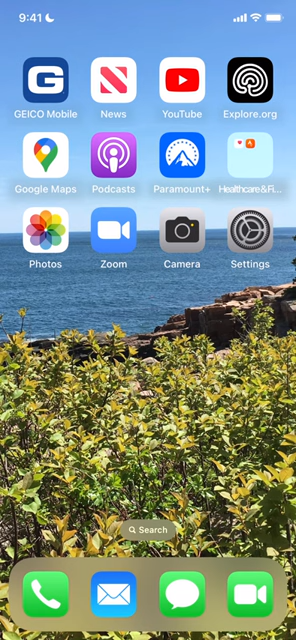 9:41
GEICO Mobile
News
YouTube
Explore.org
Google Maps
Podcasts
Paramount+
Healthcare&Fi...
Photos
Zoom
Camera
Settings
Search